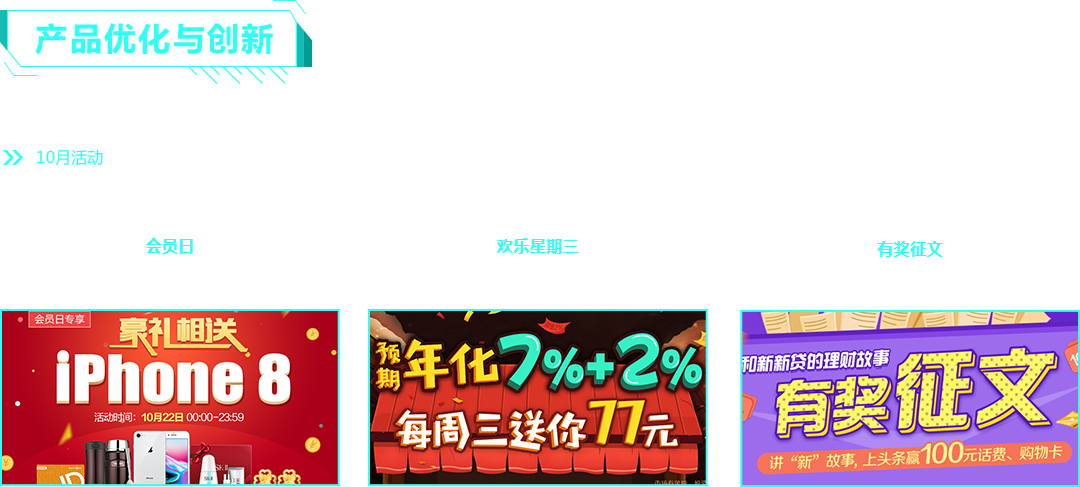 产品优化与创新
10月活动
会员日
欢乐星期三
有奖征文
会员日专享
豪礼相送
iPhone 8
活动时间：10月22日 00:00-23:59
预期
年化7%+2%
每周三送你77元
和新新贷的理财故事
有奖征文
讲“新”故事, 上头条赢100元话费、购物卡